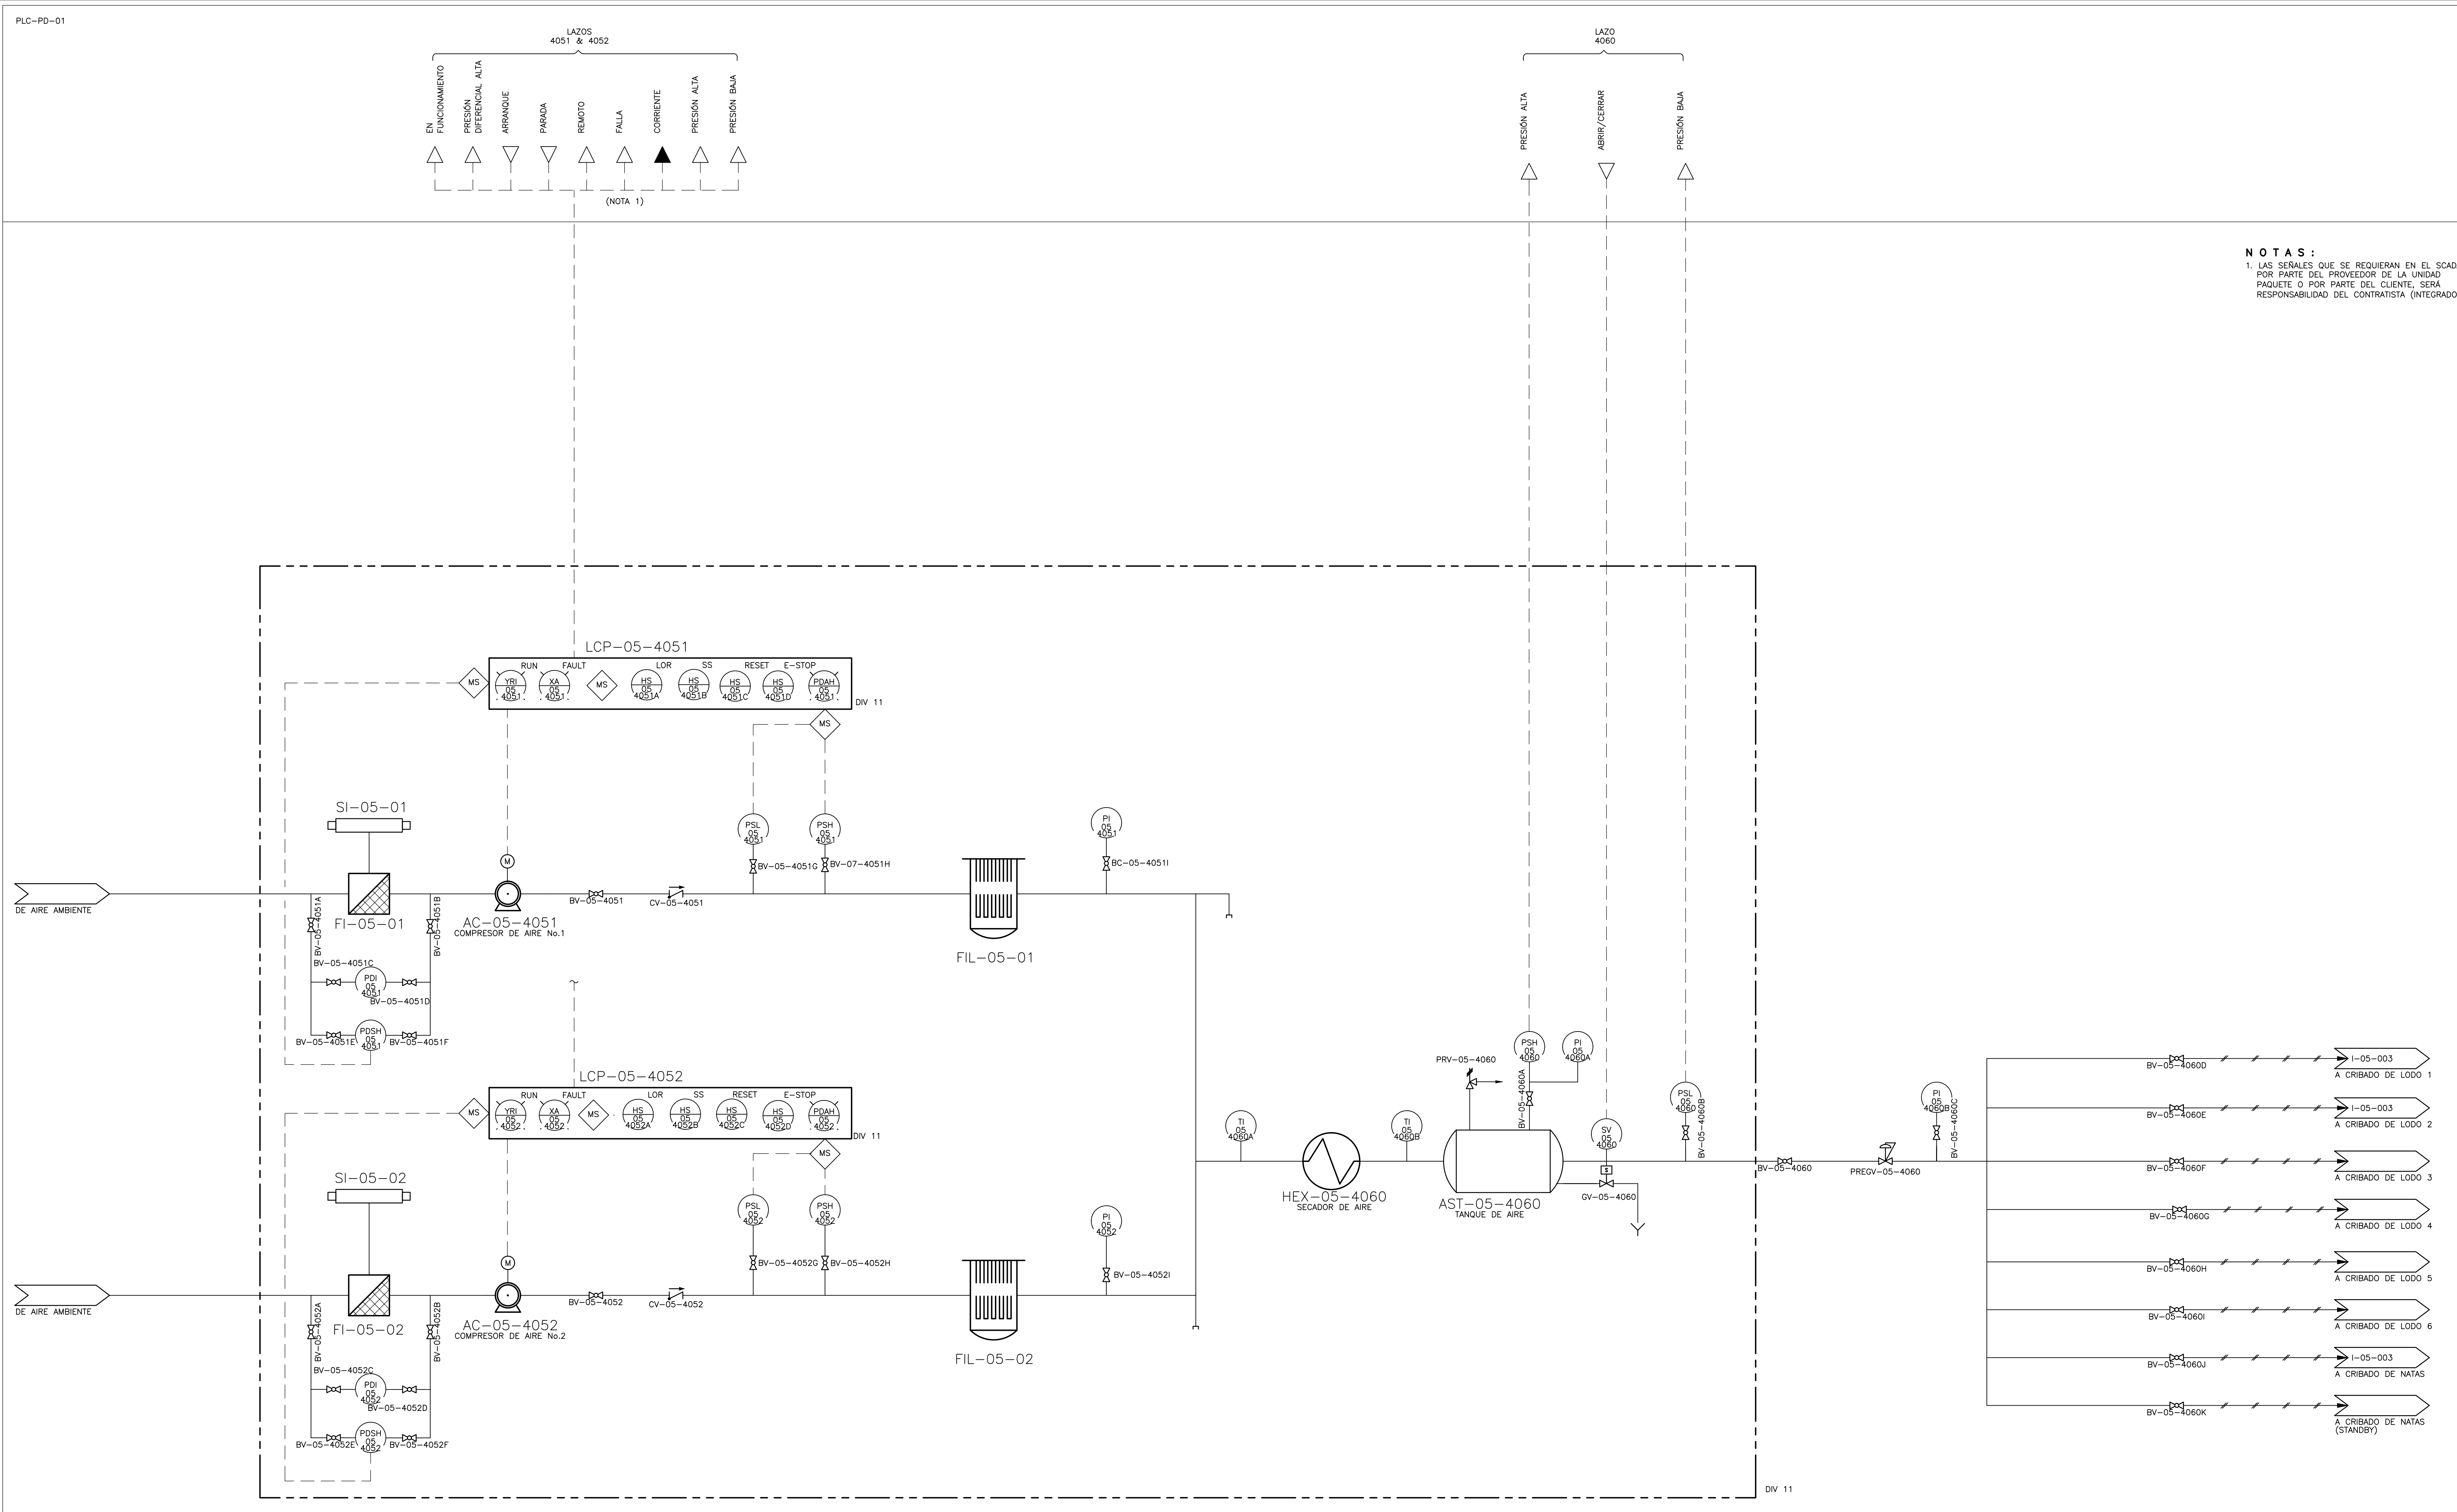 PLC-PD-01
LAZOS
4051 & 4052
EN
FUNCIONAMIENTO
PRESIÓN
DIFERENCIAL ALTA
ARRANQUE
PARADA
REMOTO
FALLA
CORRIENTE
PRESIÓN ALTA
PRESIÓN BAJA
(NOTA 1)
LAZO
4060
PRESIÓN ALTA
ABRIR/CERRAR
PRESIÓN BAJA
NOTAS:
1. LAS SEÑALES QUE SE REQUIERAN EN EL SCAD
POR PARTE DEL PROVEEDOR DE LA UNIDAD
PAQUETE O POR PARTE DEL CLIENTE, SERÁ
RESPONSABILIDAD DEL CONTRATISTA (INTEGRADO
LCP-05-4051
RUN FAULT LOR SS RESET E-STOP
MS
YRI
05
4051
XA
05
4051
MS
HS
05
4051A
HS
05
4051B
HS
05
4051C
HS
05
4051D
PDAH
05
4051
DIV 11
MS
SI-05-01
PSL
05
4051
PSH
05
4051
PI
05
4051
BV-05-4051G
BV-07-4051H
BC-05-4051I
M
DE AIRE AMBIENTE
BV-05-4051A
FI-05-01
BV-05-4051B
AC-05-4051
COMPRESOR DE AIRE No.1
BV-05-4051
CV-05-4051
FIL-05-01
BV-05-4051C
PDI
05
4051
BV-05-4051D
PDSH
05
4051
BV-05-4051E
BV-05-4051F
LCP-05-4052
RUN FAULT LOR SS RESET E-STOP
MS
YRI
05
4052
XA
05
4052
MS
HS
05
4052A
HS
05
4052B
HS
05
4052C
HS
05
4052D
PDAH
05
4052
DIV 11
MS
SI-05-02
PSL
05
4052
PSH
05
4052
PI
05
4052
BV-05-4052G
BV-05-4052H
BV-05-4052I
M
DE AIRE AMBIENTE
BV-05-4052A
FI-05-02
BV-05-4052B
AC-05-4052
COMPRESOR DE AIRE No.2
BV-05-4052
CV-05-4052
FIL-05-02
BV-05-4052C
PDI
05
4052
BV-05-4052D
PDSH
05
4052
BV-05-4052E
BV-05-4052F
TI
05
4060A
HEX-05-4060
SECADOR DE AIRE
TI
05
4060B
PRV-05-4060
PSH
05
4060
PI
05
4060A
BV-05-4060A
AST-05-4060
TANQUE DE AIRE
SV
05
4060
S
GV-05-4060
PSL
05
4060
BV-05-4060B
BV-05-4060
PREGV-05-4060
PI
05
4060B
BV-05-4060C
BV-05-4060D
I-05-003
A CRIBADO DE LODO 1
BV-05-4060E
I-05-003
A CRIBADO DE LODO 2
BV-05-4060F
A CRIBADO DE LODO 3
BV-05-4060G
A CRIBADO DE LODO 4
BV-05-4060H
A CRIBADO DE LODO 5
BV-05-4060I
A CRIBADO DE LODO 6
BV-05-4060J
I-05-003
A CRIBADO DE NATAS
BV-05-4060K
A CRIBADO DE NATAS
(STANDBY)
DIV 11